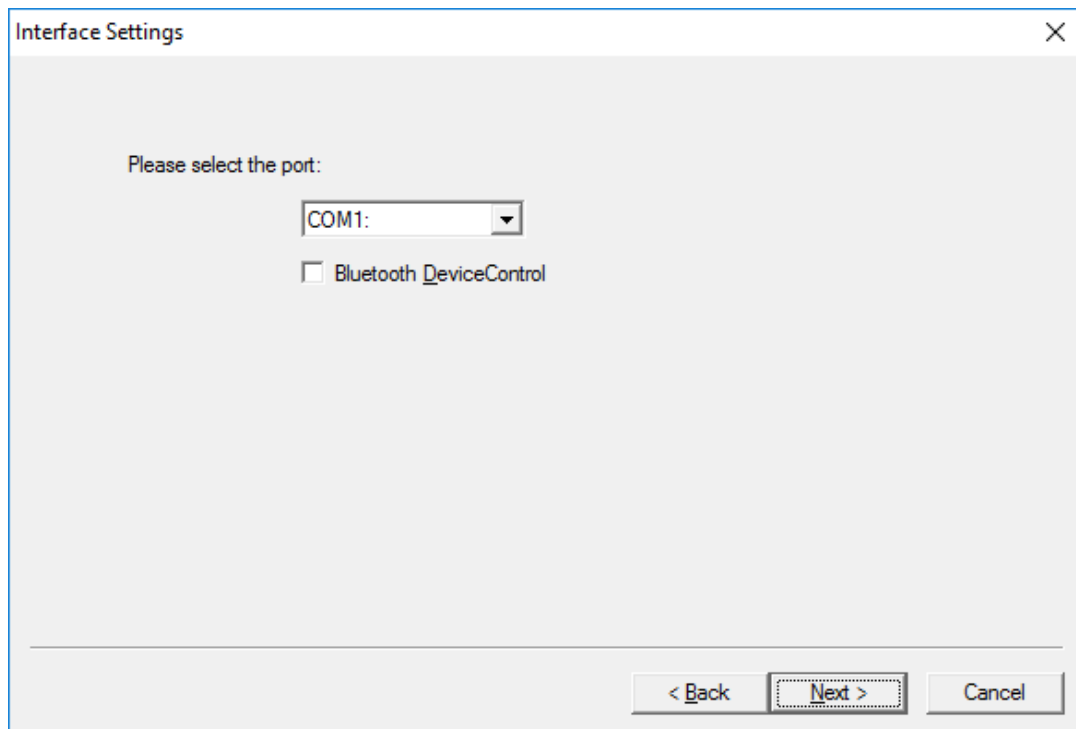 Interface Settings
Please select the port:
COM1:
Bluetooth DeviceControl
< Back
Next >
Cancel